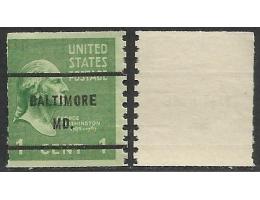 UNITED
STATES
POSTAGE
BALTIMORE
MD.
1 CENT 1